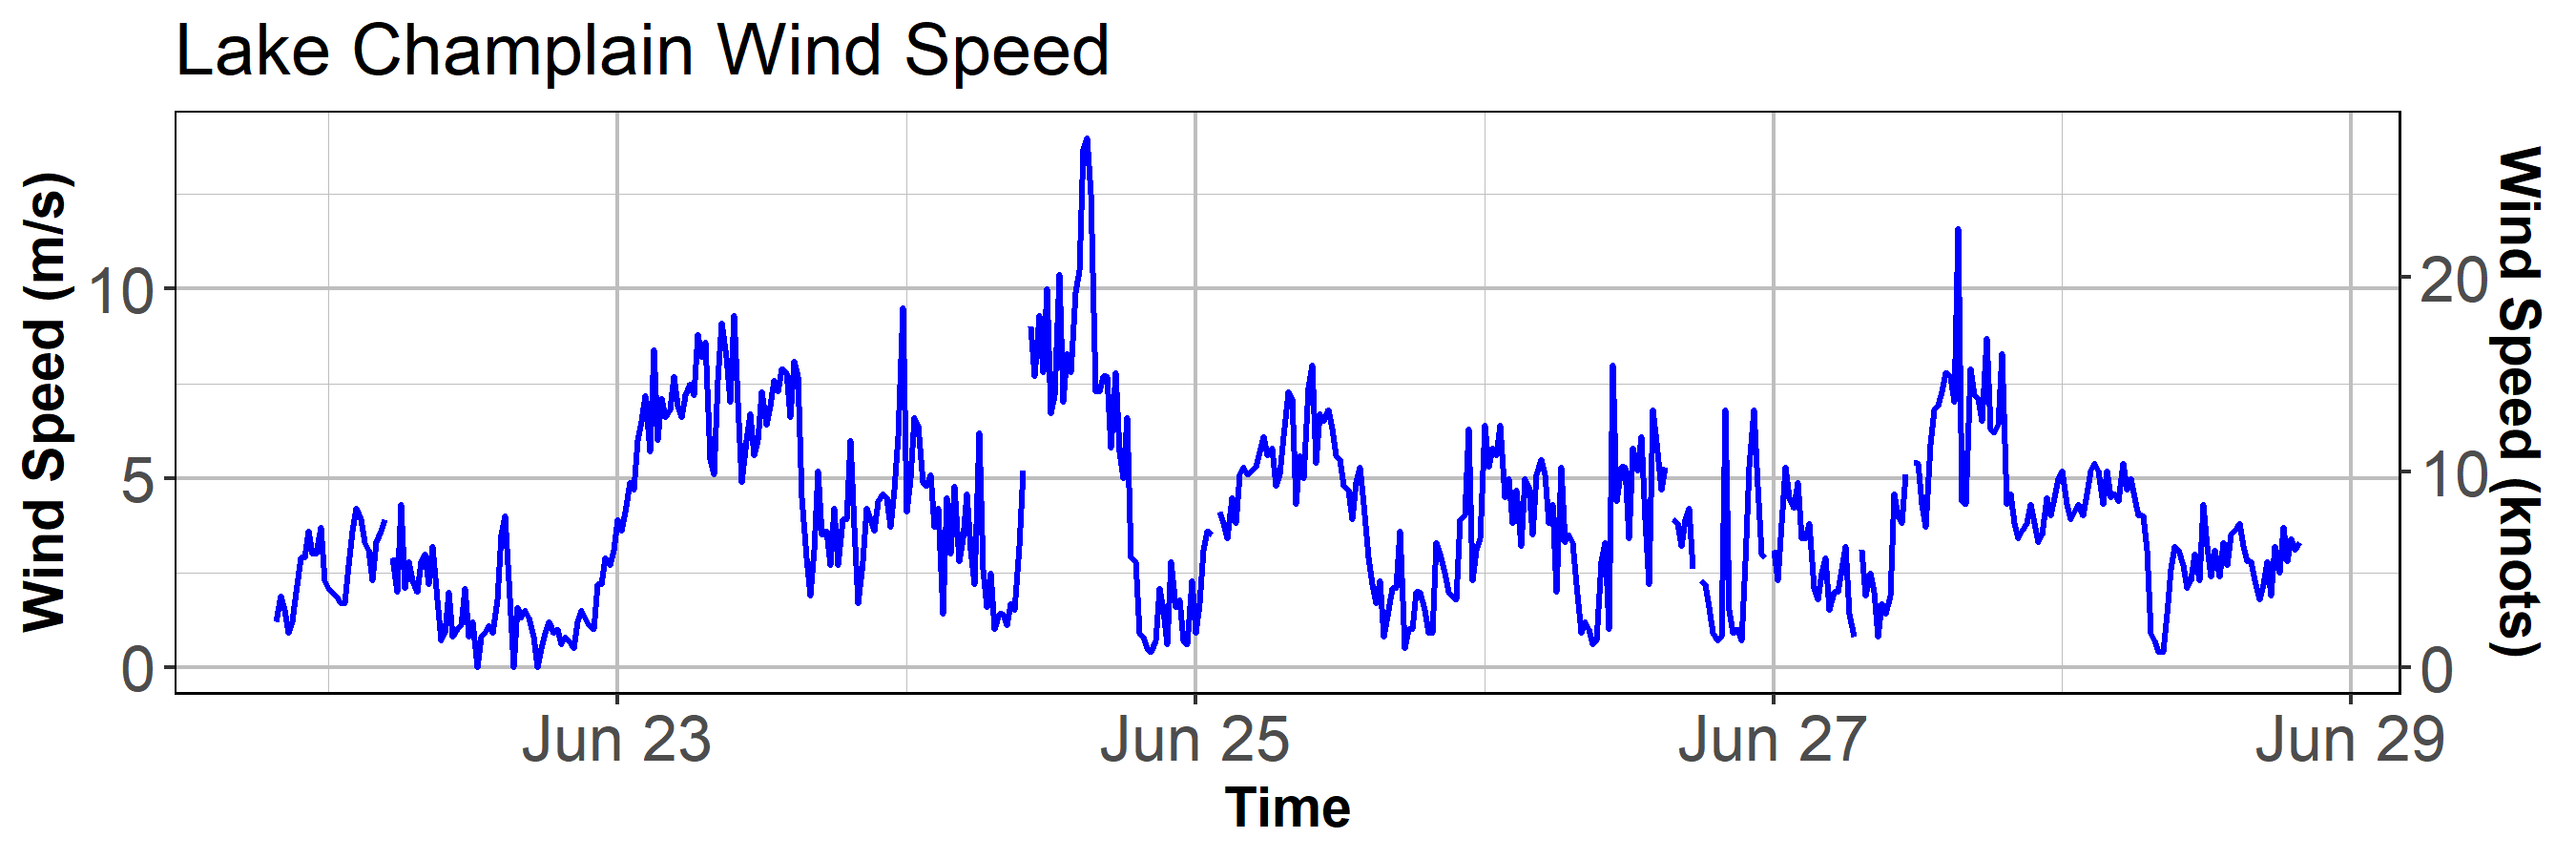 Lake Champlain Wind Speed
Wind Speed (m/s)
10
5
0
20
10
0
Wind Speed (knots)
Jun 23
Jun 25
Jun 27
Jun 29
Time